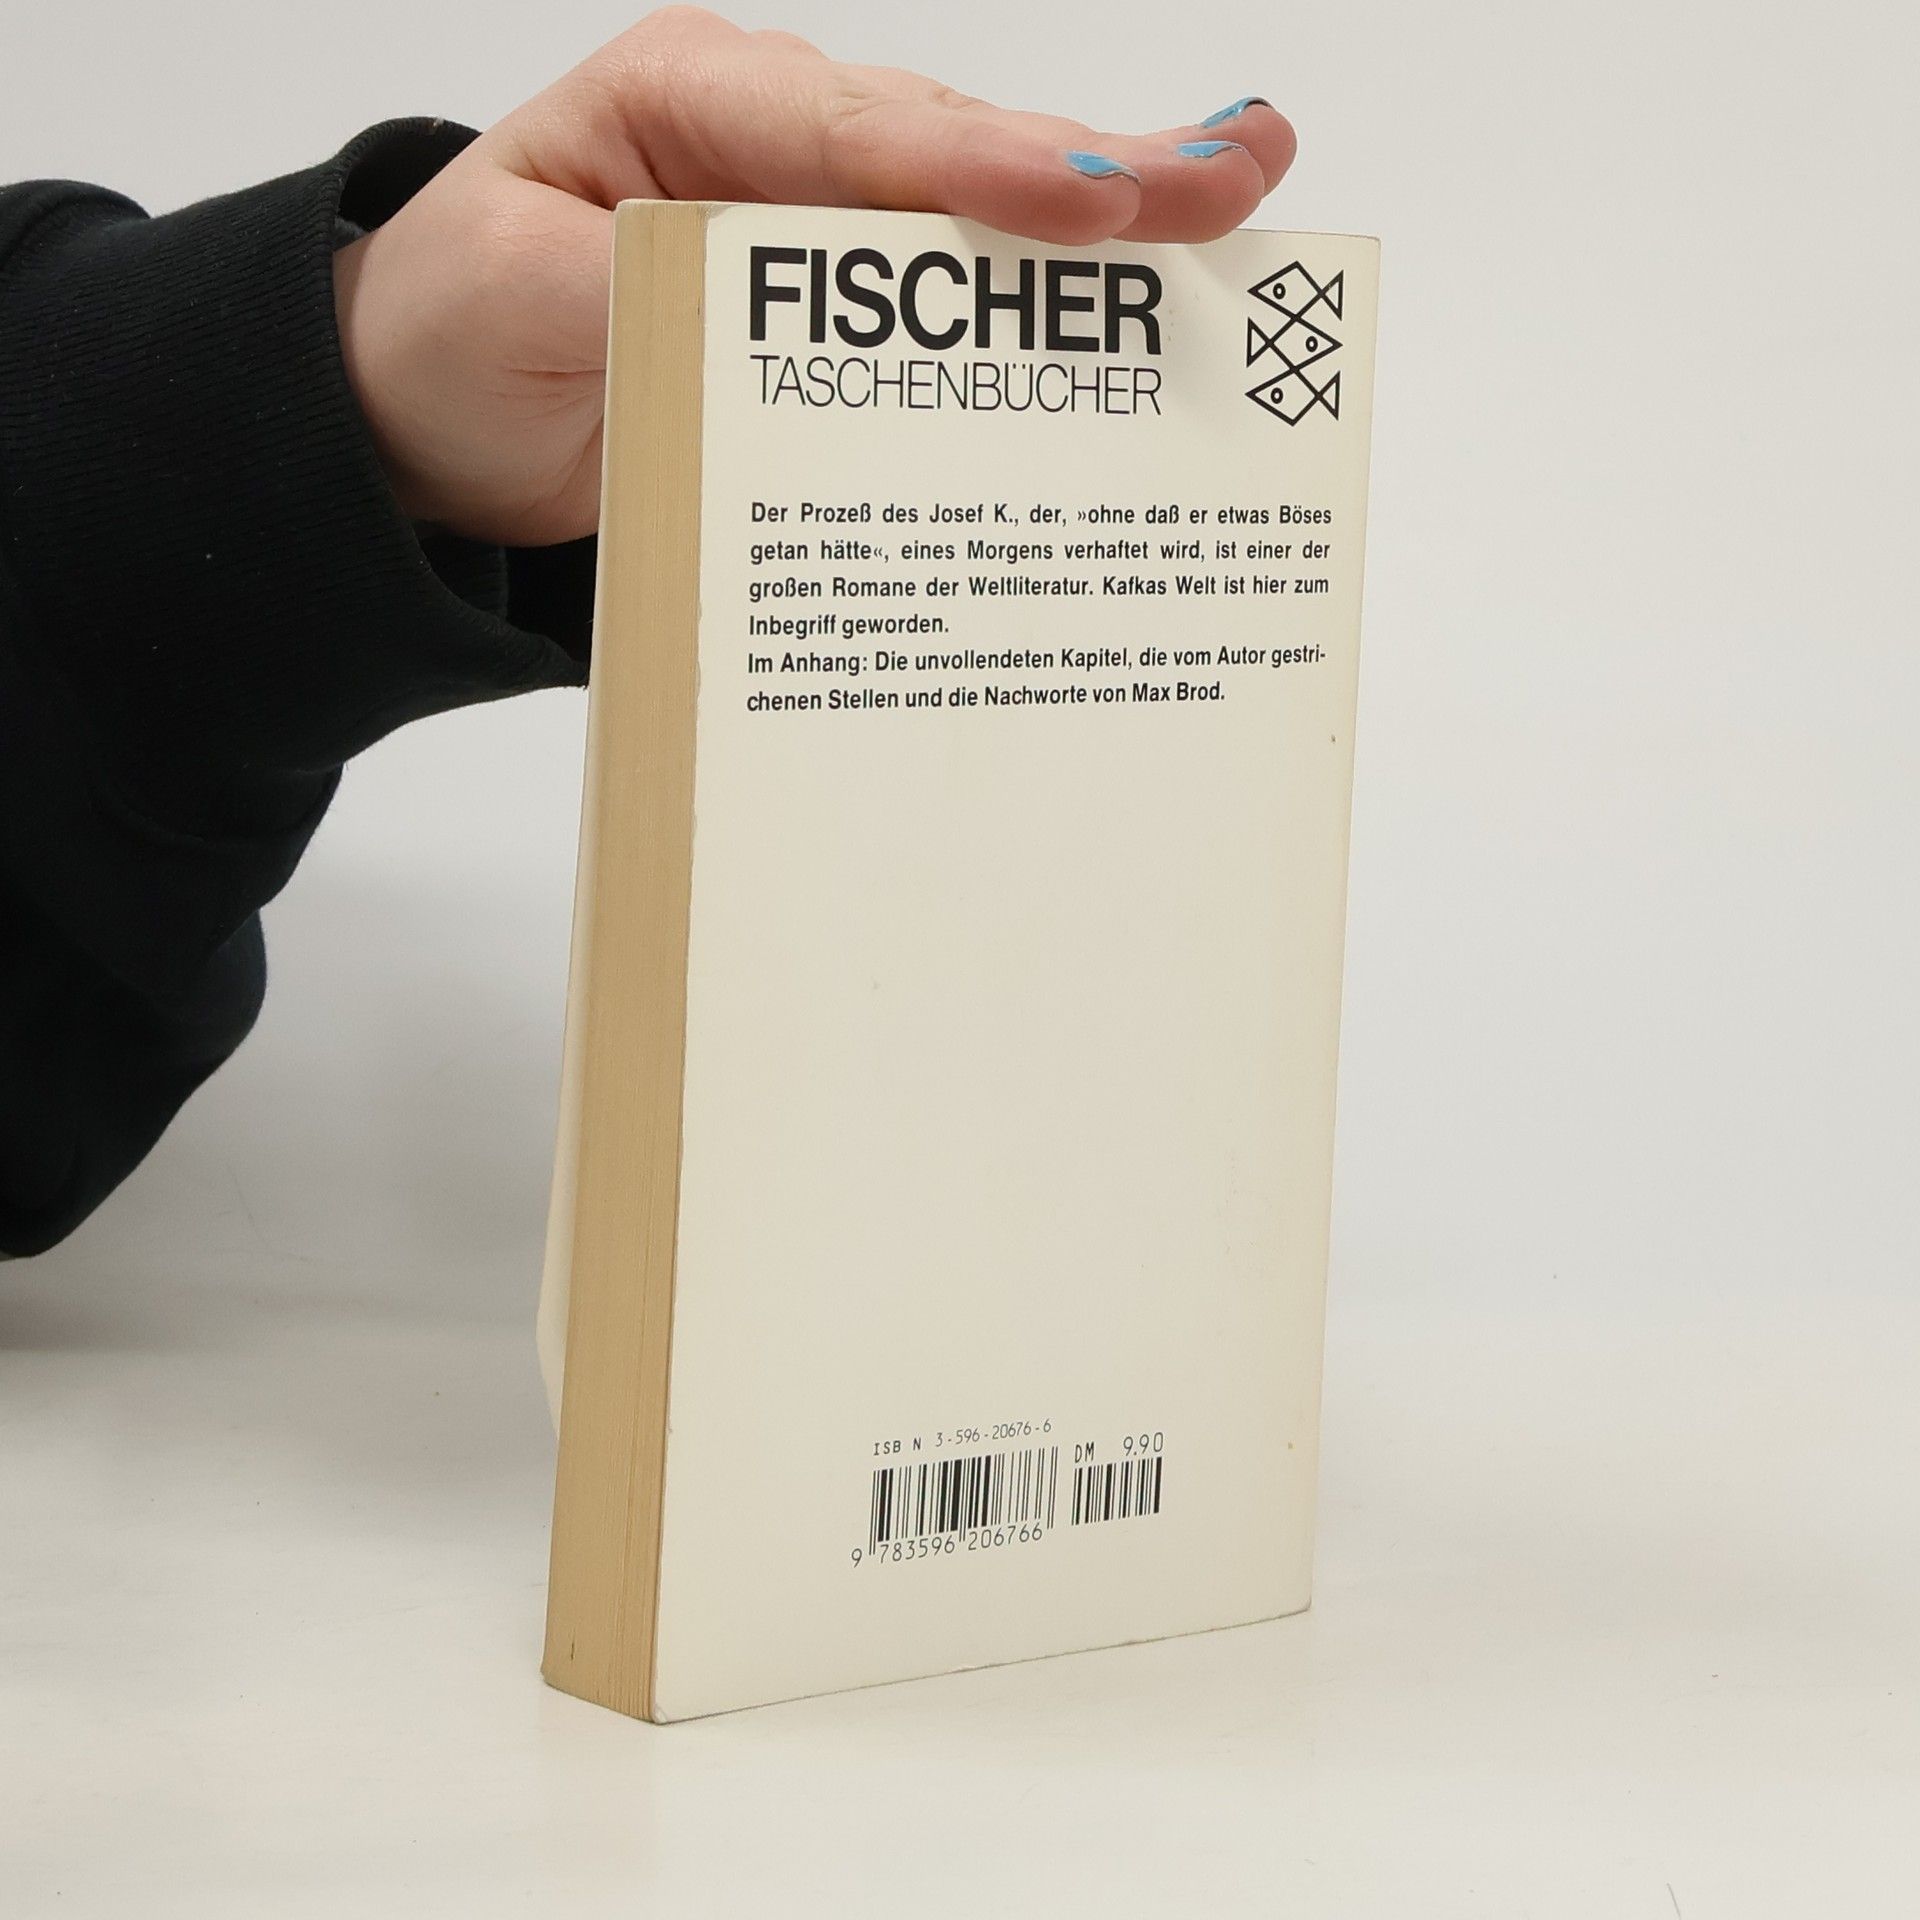 FISCHER
TASCHENBÜCHER
Der Prozeß des Josef K., der, »ohne daß er etwas Böses
getan hätte«, eines Morgens verhaftet wird, ist einer der
großen Romane der Weltliteratur. Kafkas Welt ist hier zum
Inbegriff geworden.
Im Anhang: Die unvollendeten Kapitel, die vom Autor gestri-
chenen Stellen und die Nachworte von Max Brod.
ISBN 3-596-20676-6
DM 9.90
9 783596 206766